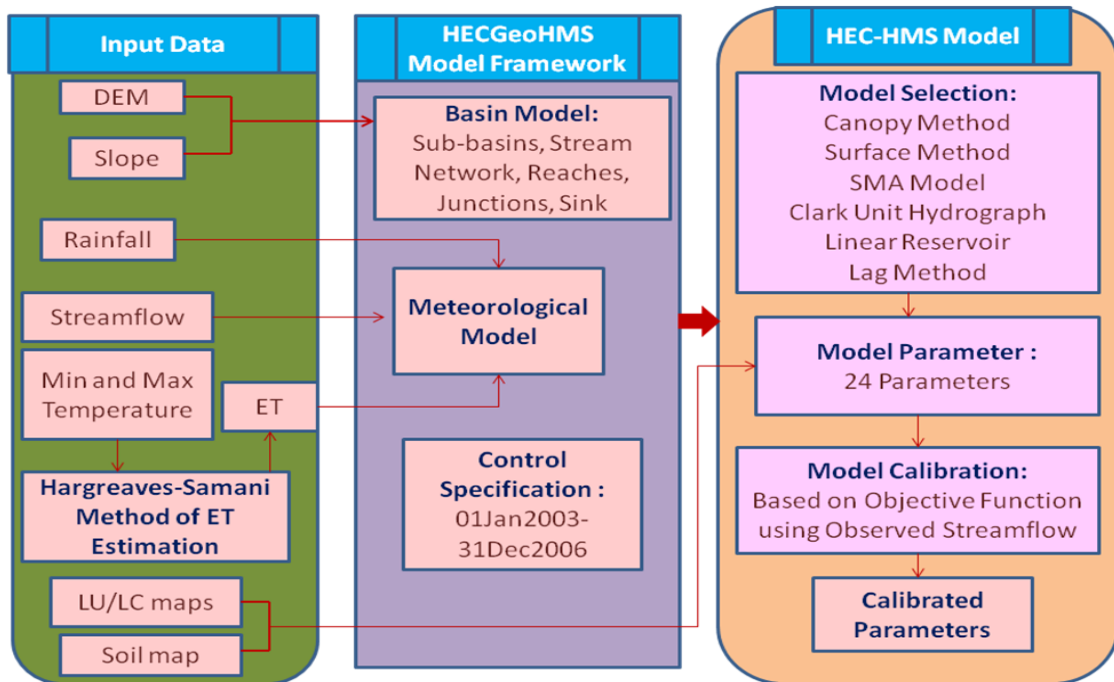 Input Data
DEM
Slope
Rainfall
Streamflow
Min and Max
Temperature
ET
Hargreaves-Samani
Method of ET
Estimation
LU/LC maps
Soil map
HECGeoHMS
Model Framework
Basin Model:
Sub-basins, Stream
Network, Reaches,
Junctions, Sink
Meteorological
Model
Control
Specification :
01Jan2003-
31Dec2006
HEC-HMS Model
Model Selection:
Canopy Method
Surface Method
SMA Model
Clark Unit Hydrograph
Linear Reservoir
Lag Method
Model Parameter :
24 Parameters
Model Calibration:
Based on Objective Function
using Observed Streamflow
Calibrated
Parameters